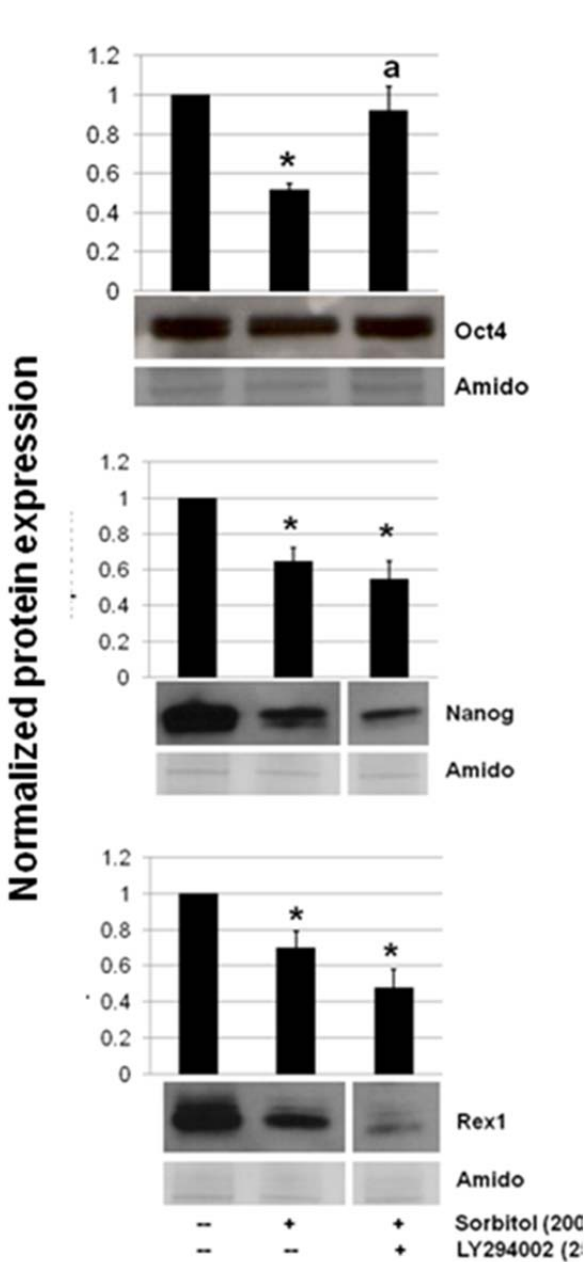 Normalized protein expression
1.2
a
1
0.8
*
0.6
0.4
0.2
0
Oct4
Amido
1.2
1
0.8
* *
0.6
0.4
0.2
0
Nanog
Amido
1.2
1
0.8
* *
0.6
0.4
0.2
0
Rex1
Amido
-- + + Sorbitol (200
-- -- + LY294002 (2